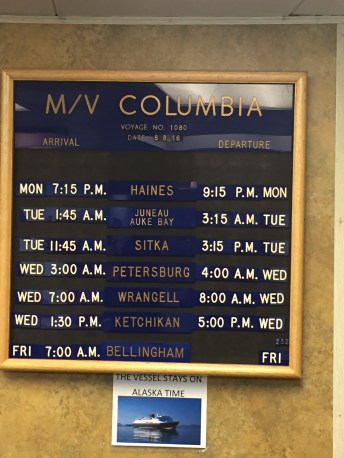 M/V COLUMBIA
VOYAGE NO. 1080
DATE: 8.8.16
ARRIVAL DEPARTURE
MON 7:15 P.M. HAINES 9:15 P.M. MON
TUE 1:45 A.M. JUNEAU AUKE BAY 3:15 A.M. TUE
TUE 11:45 A.M. SITKA 3:15 P.M. TUE
WED 3:00 A.M. PETERSBURG 4:00 A.M. WED
WED 7:00 A.M. WRANGELL 8:00 A.M. WED
WED 1:30 P.M. KETCHIKAN 5:00 P.M. WED
FRI 7:00 A.M. BELLINGHAM FRI
THE VESSEL STAYS ON
ALASKA TIME